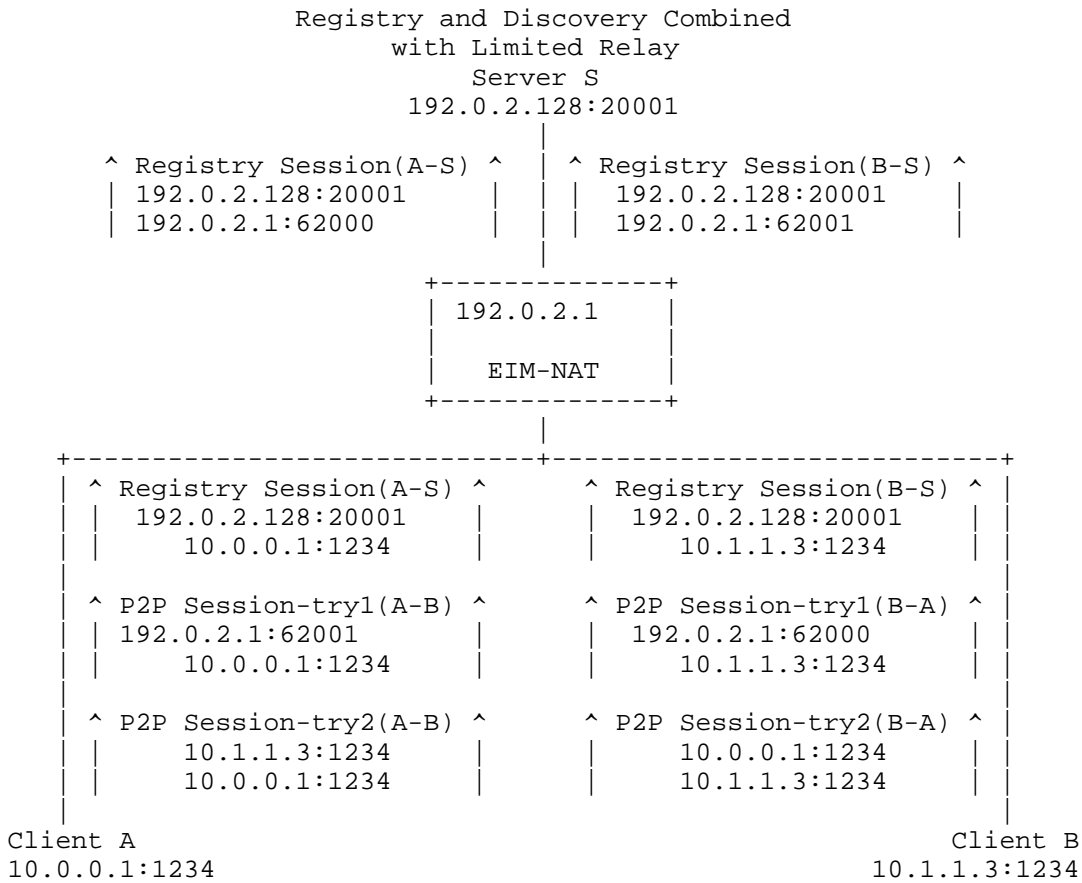 Registry and Discovery Combined
with Limited Relay
Server S
192.0.2.128:20001
|
^ Registry Session(A-S) ^ | ^ Registry Session(B-S) ^
| 192.0.2.128:20001 | | | 192.0.2.128:20001 |
| 192.0.2.1:62000 | | | 192.0.2.1:62001 |
|
+--------------+
| 192.0.2.1 |
| |
| EIM-NAT |
+--------------+
|
+-----------------------------+----------------------------+
| ^ Registry Session(A-S) ^ ^ Registry Session(B-S) ^ |
| | 192.0.2.128:20001 | | 192.0.2.128:20001 | |
| | 10.0.0.1:1234 | | 10.1.1.3:1234 | |
| |
| ^ P2P Session-try1(A-B) ^ ^ P2P Session-try1(B-A) ^ |
| | 192.0.2.1:62001 | | 192.0.2.1:62000 | |
| | 10.0.0.1:1234 | | 10.1.1.3:1234 | |
| |
| ^ P2P Session-try2(A-B) ^ ^ P2P Session-try2(B-A) ^ |
| | 10.1.1.3:1234 | | 10.0.0.1:1234 | |
| | 10.0.0.1:1234 | | 10.1.1.3:1234 | |
| |
Client A Client B
10.0.0.1:1234 10.1.1.3:1234